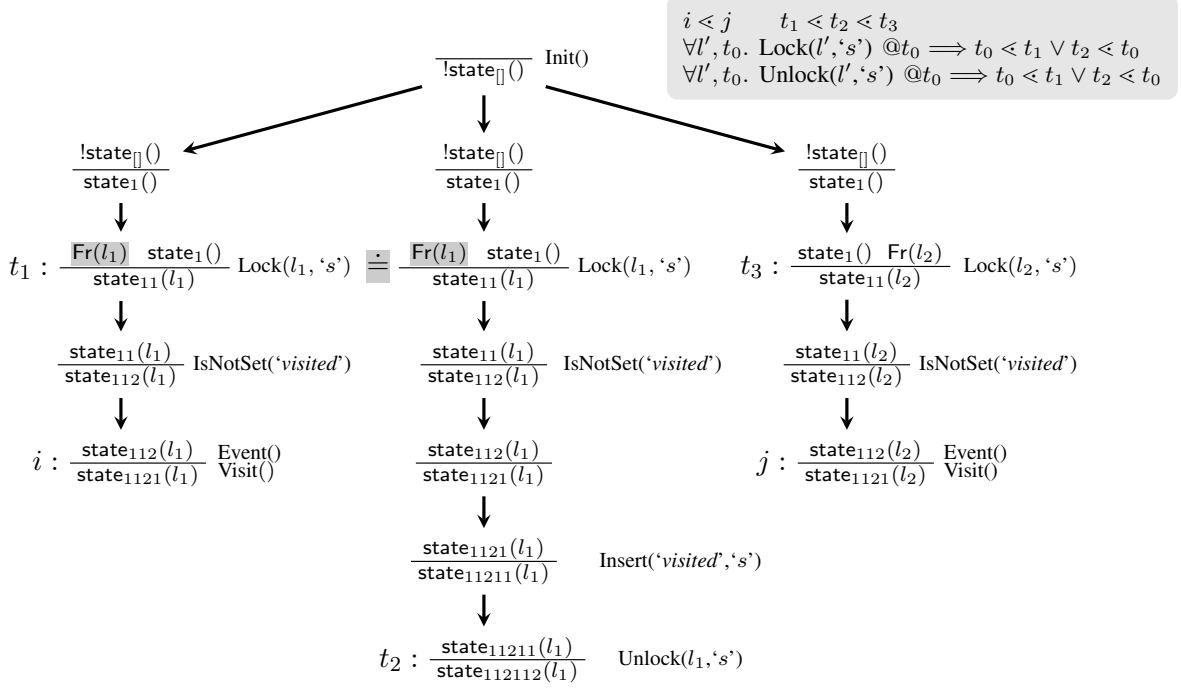 i ⋖ j  t₁ ⋖ t₂ ⋖ t₃
∀l′, t₀. Lock(l′,‘s’) @t₀ ⟹ t₀ ⋖ t₁ ∨ t₂ ⋖ t₀
∀l′, t₀. Unlock(l′,‘s’) @t₀ ⟹ t₀ ⋖ t₁ ∨ t₂ ⋖ t₀
Init()
!state[]()
!state[]() !state[]() !state[]()
state₁() state₁() state₁()
t₁ : Fr(l₁) state₁() Lock(l₁, ‘s’) ≐ Fr(l₁) state₁() Lock(l₁, ‘s’) t₃ : state₁() Fr(l₂) Lock(l₂, ‘s’)
state₁₁(l₁) state₁₁(l₁) state₁₁(l₂)
state₁₁(l₁) IsNotSet(‘visited’) state₁₁(l₁) IsNotSet(‘visited’) state₁₁(l₂) IsNotSet(‘visited’)
state₁₁₂(l₁) state₁₁₂(l₁) state₁₁₂(l₂)
i : state₁₁₂(l₁) Event() state₁₁₂(l₁) j : state₁₁₂(l₂) Event()
state₁₁₂₁(l₁) Visit() state₁₁₂₁(l₁) state₁₁₂₁(l₂) Visit()
state₁₁₂₁(l₁) Insert(‘visited’,‘s’)
state₁₁₂₁₁(l₁)
t₂ : state₁₁₂₁₁(l₁) Unlock(l₁,‘s’)
state₁₁₂₁₁₂(l₁)